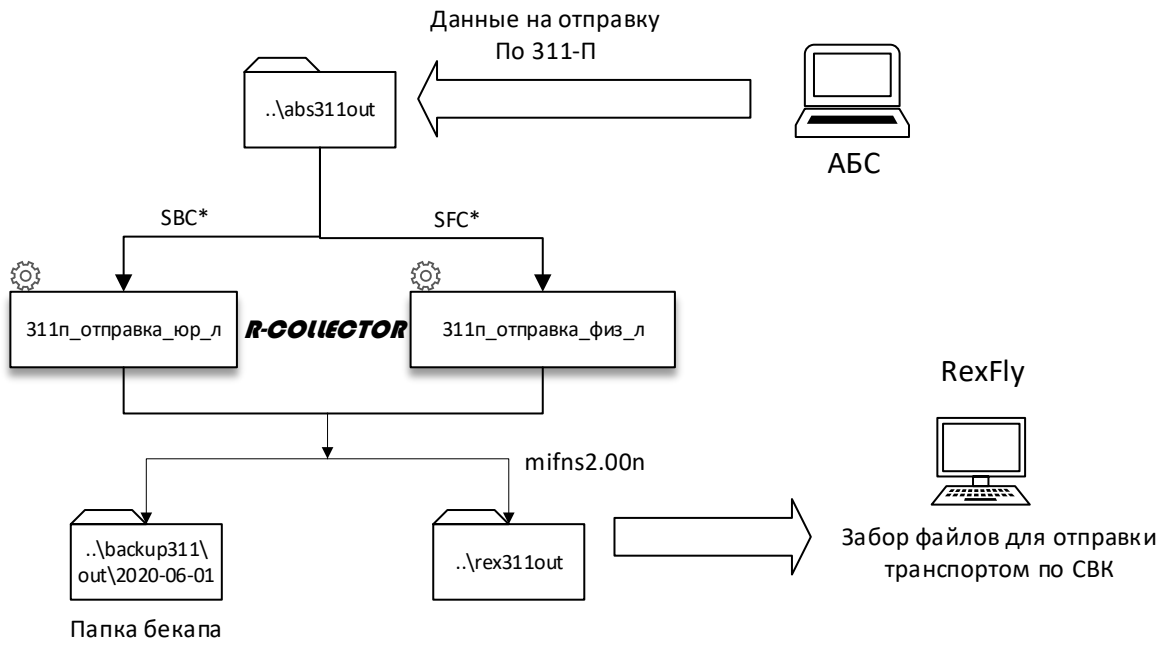 Данные на отправку
По 311-П
..\abs311out
АБС
SBC*
SFC*
311п_отправка_юр_л
R-COLLECTOR
311п_отправка_физ_л
RexFly
mifns2.00n
..\backup311\
out\2020-06-01
..\rex311out
Забор файлов для отправки
транспортом по СВК
Папка бекапа